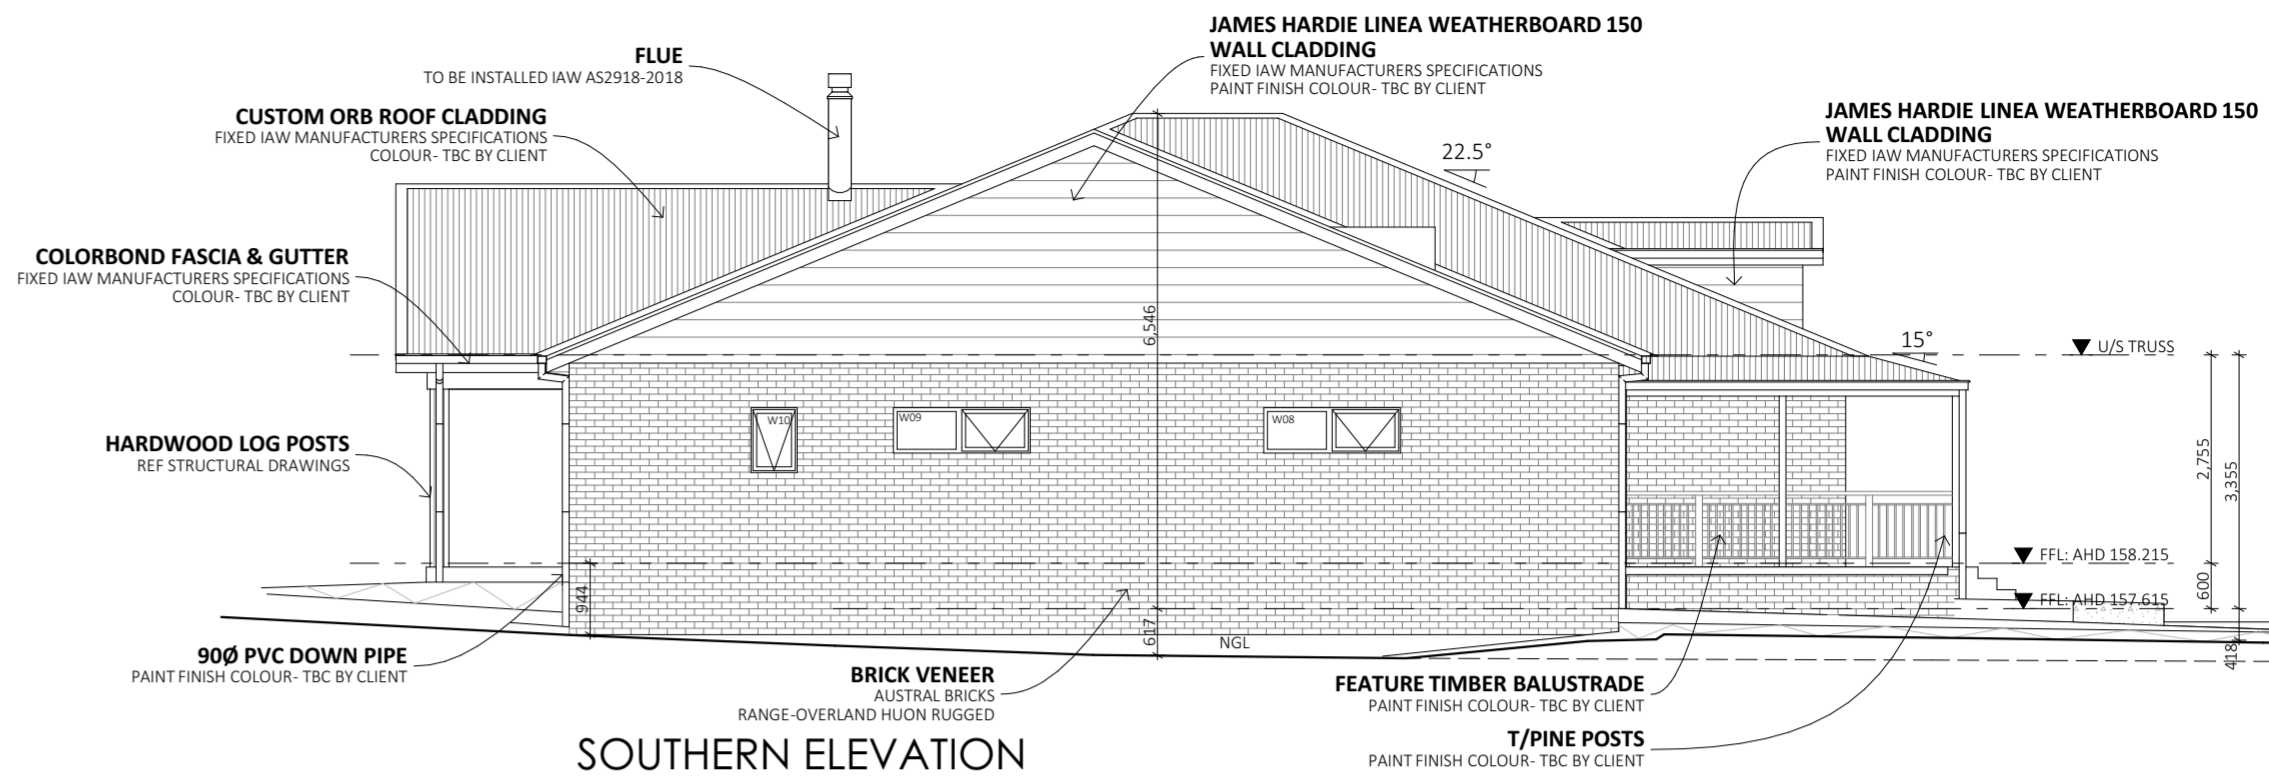 JAMES HARDIE LINEA WEATHERBOARD 150
WALL CLADDING
FIXED IAW MANUFACTURERS SPECIFICATIONS
PAINT FINISH COLOUR- TBC BY CLIENT
FLUE
TO BE INSTALLED IAW AS2918-2018
CUSTOM ORB ROOF CLADDING
FIXED IAW MANUFACTURERS SPECIFICATIONS
COLOUR- TBC BY CLIENT
JAMES HARDIE LINEA WEATHERBOARD 150
WALL CLADDING
FIXED IAW MANUFACTURERS SPECIFICATIONS
PAINT FINISH COLOUR- TBC BY CLIENT
22.5°
COLORBOND FASCIA & GUTTER
FIXED IAW MANUFACTURERS SPECIFICATIONS
COLOUR- TBC BY CLIENT
6,546
15°
U/S TRUSS
W10
W09
W08
HARDWOOD LOG POSTS
REF STRUCTURAL DRAWINGS
2,755
3,355
FFL: AHD 158.215
944
600
FFL: AHD 157.615
617
NGL
418
90Ø PVC DOWN PIPE
PAINT FINISH COLOUR- TBC BY CLIENT
BRICK VENEER
AUSTRAL BRICKS
RANGE-OVERLAND HUON RUGGED
FEATURE TIMBER BALUSTRADE
PAINT FINISH COLOUR- TBC BY CLIENT
T/PINE POSTS
PAINT FINISH COLOUR- TBC BY CLIENT
SOUTHERN ELEVATION